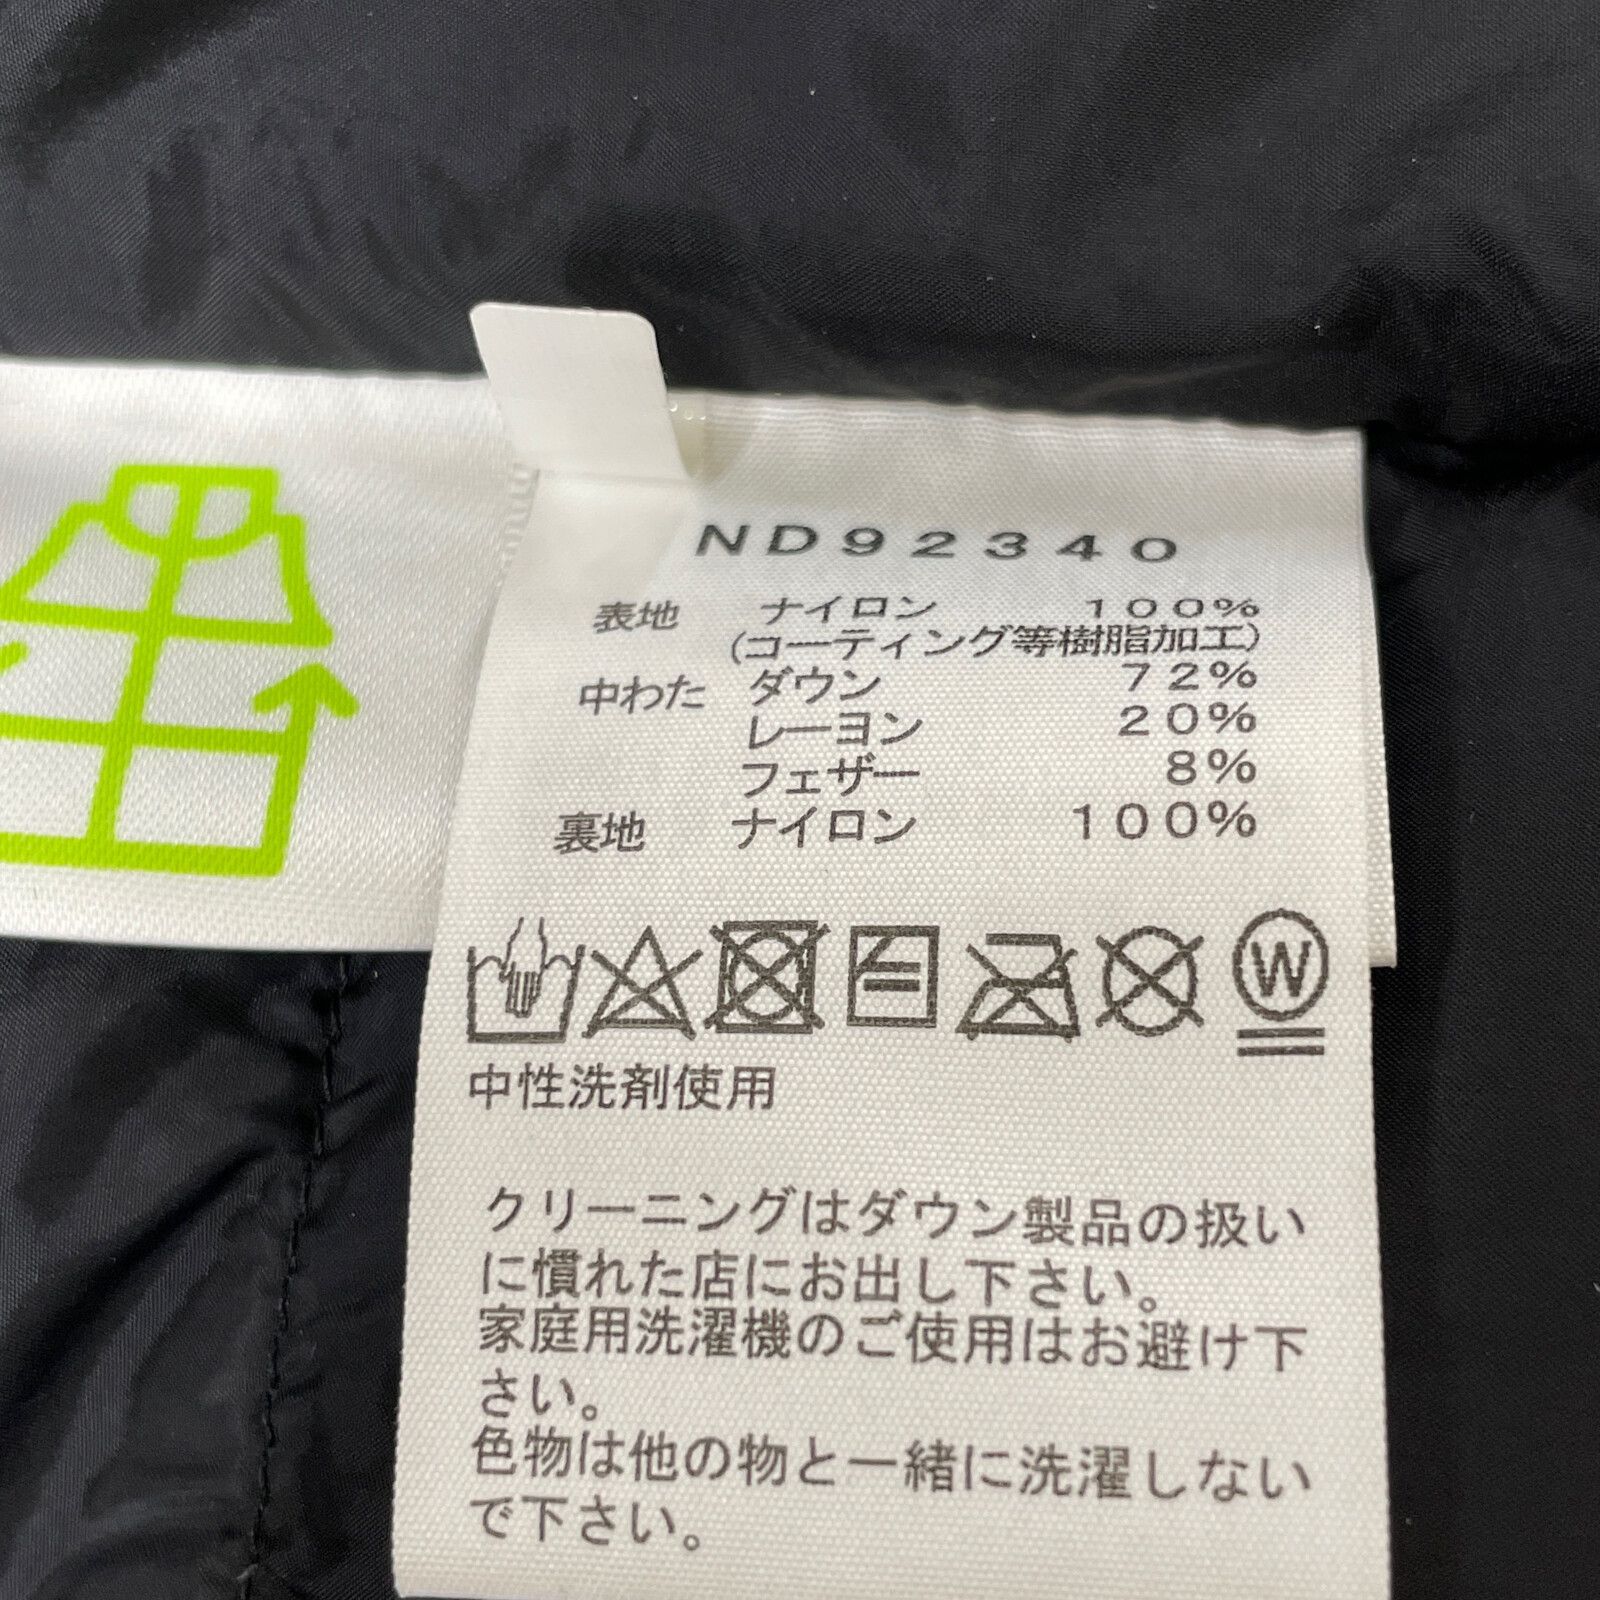 ND92340
表地 ナイロン 100%
(コーティング等樹脂加工)
中わた ダウン 72%
レーヨン 20%
フェザー 8%
裏地 ナイロン 100%
W
中性洗剤使用
クリーニングはダウン製品の扱い
に慣れた店にお出し下さい。
家庭用洗濯機のご使用はお避け下
さい。
色物は他の物と一緒に洗濯しない
で下さい。